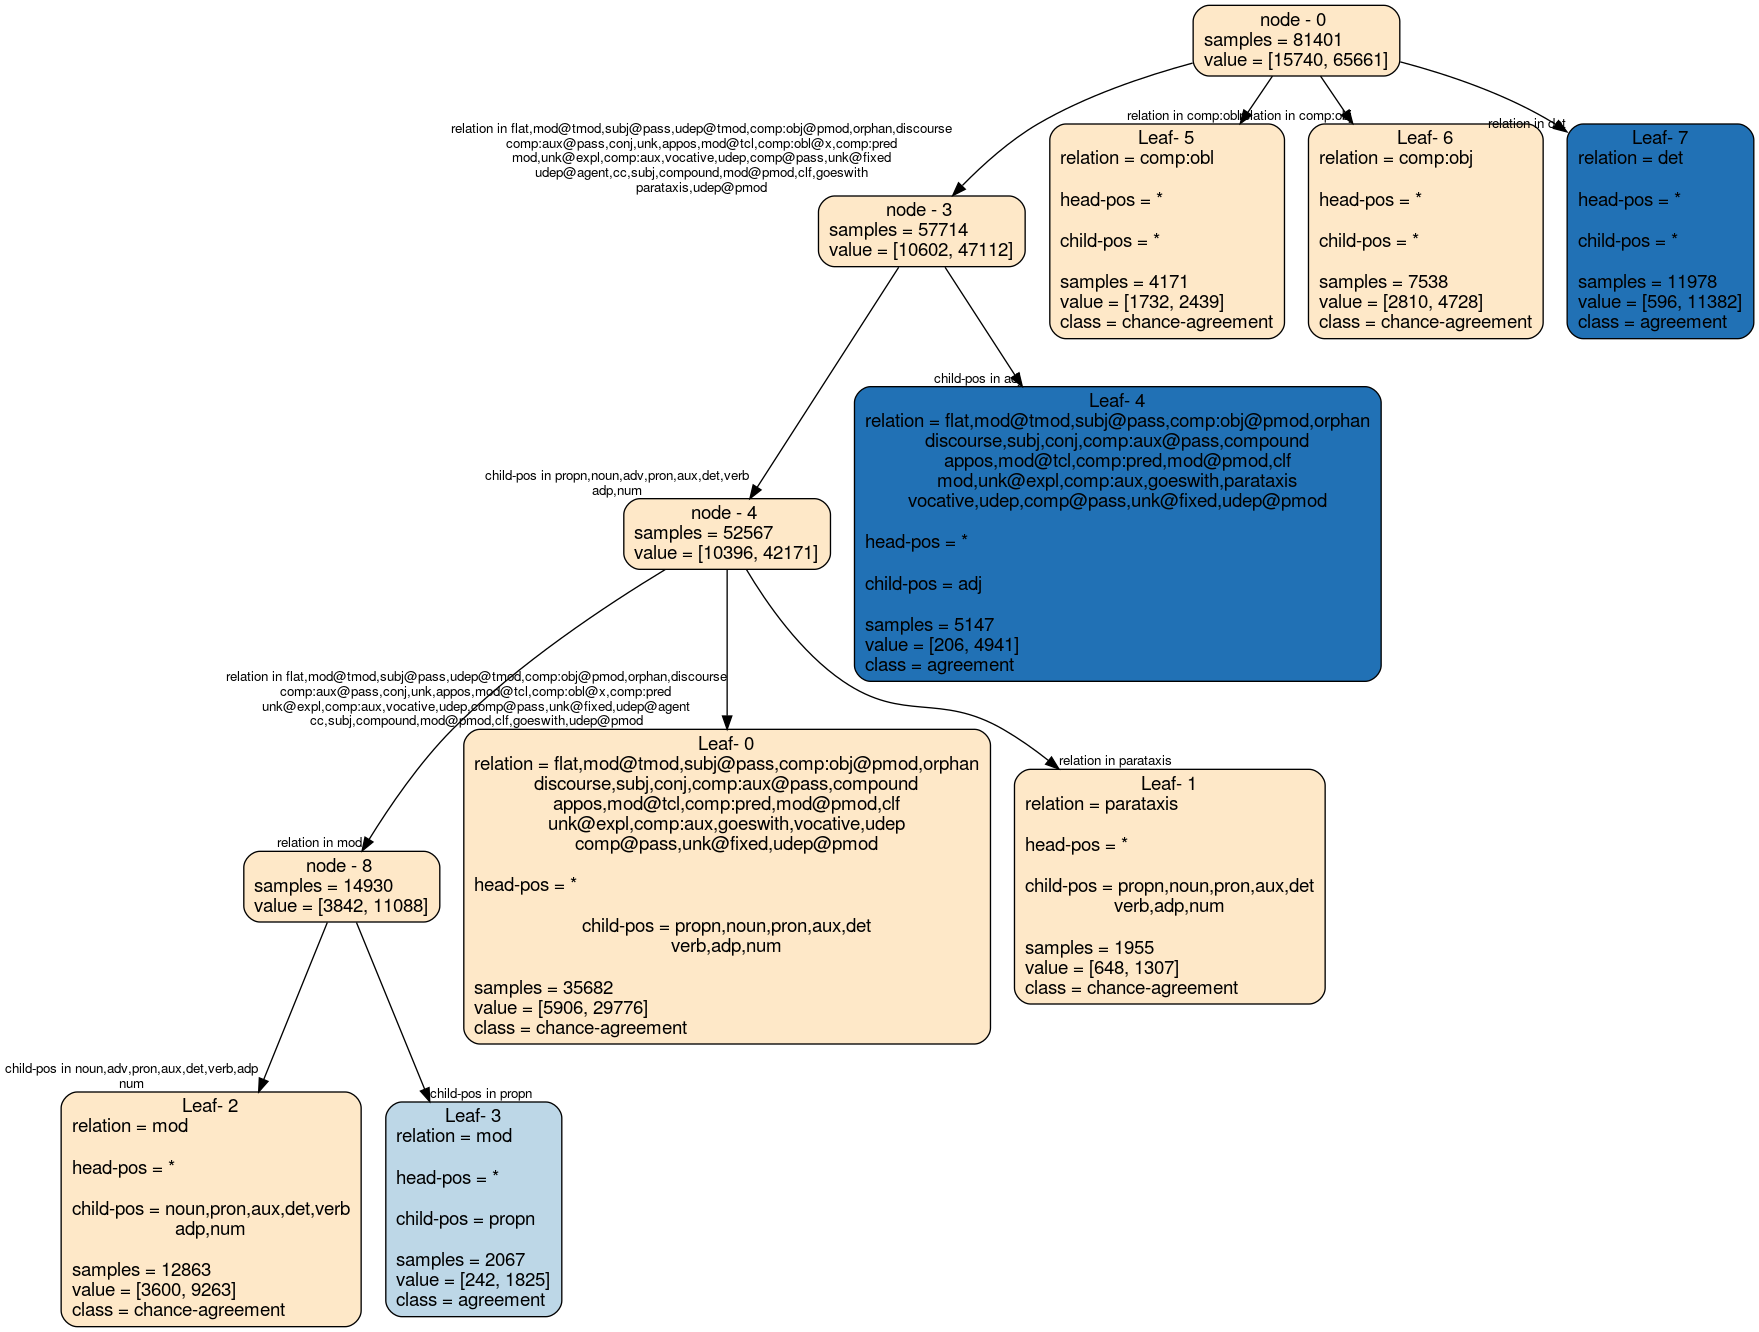 node - 0
samples = 81401
value = [15740, 65661]
relation in flat,mod@tmod,subj@pass,udep@tmod,comp:obj@pmod,orphan,discourse
comp:aux@pass,conj,unk,appos,mod@tcl,comp:obl@x,comp:pred
mod,unk@expl,comp:aux,vocative,udep,comp@pass,unk@fixed
udep@agent,cc,subj,compound,mod@pmod,clf,goeswith
parataxis,udep@pmod
relation in comp:obl
relation in comp:obj
relation in det
node - 3
samples = 57714
value = [10602, 47112]
Leaf- 5
relation = comp:obl
head-pos = *
child-pos = *
samples = 4171
value = [1732, 2439]
class = chance-agreement
Leaf- 6
relation = comp:obj
head-pos = *
child-pos = *
samples = 7538
value = [2810, 4728]
class = chance-agreement
Leaf- 7
relation = det
head-pos = *
child-pos = *
samples = 11978
value = [596, 11382]
class = agreement
child-pos in propn,noun,adv,pron,aux,det,verb
adp,num
child-pos in adj
node - 4
samples = 52567
value = [10396, 42171]
Leaf- 4
relation = flat,mod@tmod,subj@pass,comp:obj@pmod,orphan
discourse,subj,conj,comp:aux@pass,compound
appos,mod@tcl,comp:pred,mod@pmod,clf
mod,unk@expl,comp:aux,goeswith,parataxis
vocative,udep,comp@pass,unk@fixed,udep@pmod
head-pos = *
child-pos = adj
samples = 5147
value = [206, 4941]
class = agreement
relation in mod
relation in flat,mod@tmod,subj@pass,udep@tmod,comp:obj@pmod,orphan,discourse
comp:aux@pass,conj,unk,appos,mod@tcl,comp:obl@x,comp:pred
unk@expl,comp:aux,vocative,udep,comp@pass,unk@fixed,udep@agent
cc,subj,compound,mod@pmod,clf,goeswith,udep@pmod
relation in parataxis
node - 8
samples = 14930
value = [3842, 11088]
Leaf- 0
relation = flat,mod@tmod,subj@pass,comp:obj@pmod,orphan
discourse,subj,conj,comp:aux@pass,compound
appos,mod@tcl,comp:pred,mod@pmod,clf
unk@expl,comp:aux,goeswith,vocative,udep
comp@pass,unk@fixed,udep@pmod
head-pos = *
child-pos = propn,noun,pron,aux,det
verb,adp,num
samples = 35682
value = [5906, 29776]
class = chance-agreement
Leaf- 1
relation = parataxis
head-pos = *
child-pos = propn,noun,pron,aux,det
verb,adp,num
samples = 1955
value = [648, 1307]
class = chance-agreement
child-pos in noun,adv,pron,aux,det,verb,adp
num
child-pos in propn
Leaf- 2
relation = mod
head-pos = *
child-pos = noun,pron,aux,det,verb
adp,num
samples = 12863
value = [3600, 9263]
class = chance-agreement
Leaf- 3
relation = mod
head-pos = *
child-pos = propn
samples = 2067
value = [242, 1825]
class = agreement